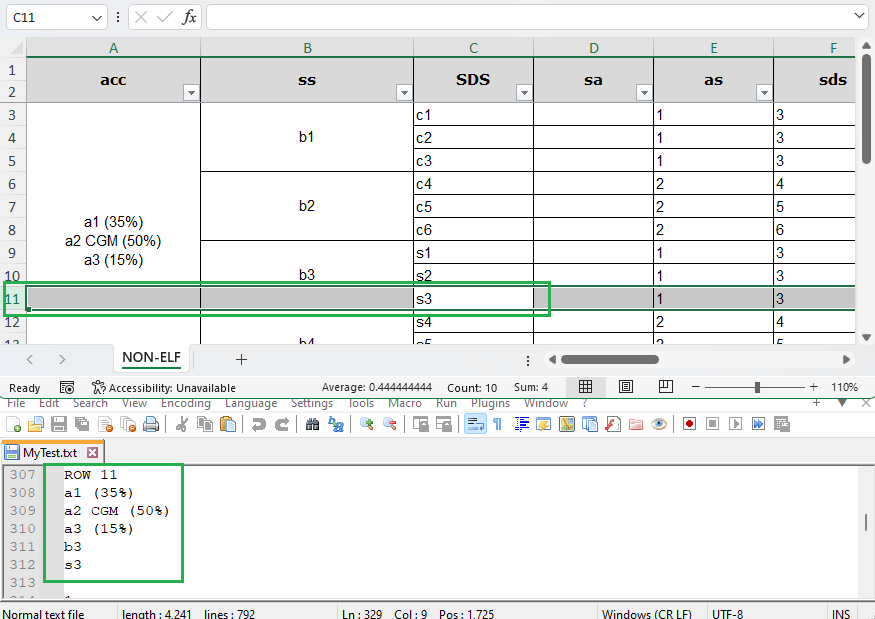 C11
fx
A B C D E F
1
2
acc ss SDS sa as sds
3 c1 1 3
4 b1 c2 1 3
5 c3 1 3
6 c4 2 4
7 b2 c5 2 5
8 c6 2 6
a1 (35%)
a2 CGM (50%)
a3 (15%)
9 s1 1 3
10 b3 s2 1 3
11 s3 1 3
12 s4 2 4
13 b4 s5 2 5
NON-ELF
Ready Accessibility: Unavailable Average: 0.444444444 Count: 10 Sum: 4 110%
File Edit Search View Encoding Language Settings Tools Macro Run Plugins Window ?
MyTest.txt
307 ROW 11
308 a1 (35%)
309 a2 CGM (50%)
310 a3 (15%)
311 b3
312 s3
313
Normal text file length : 4,241 lines : 792 Ln : 329 Col : 9 Pos : 1,725 Windows (CR LF) UTF-8 INS